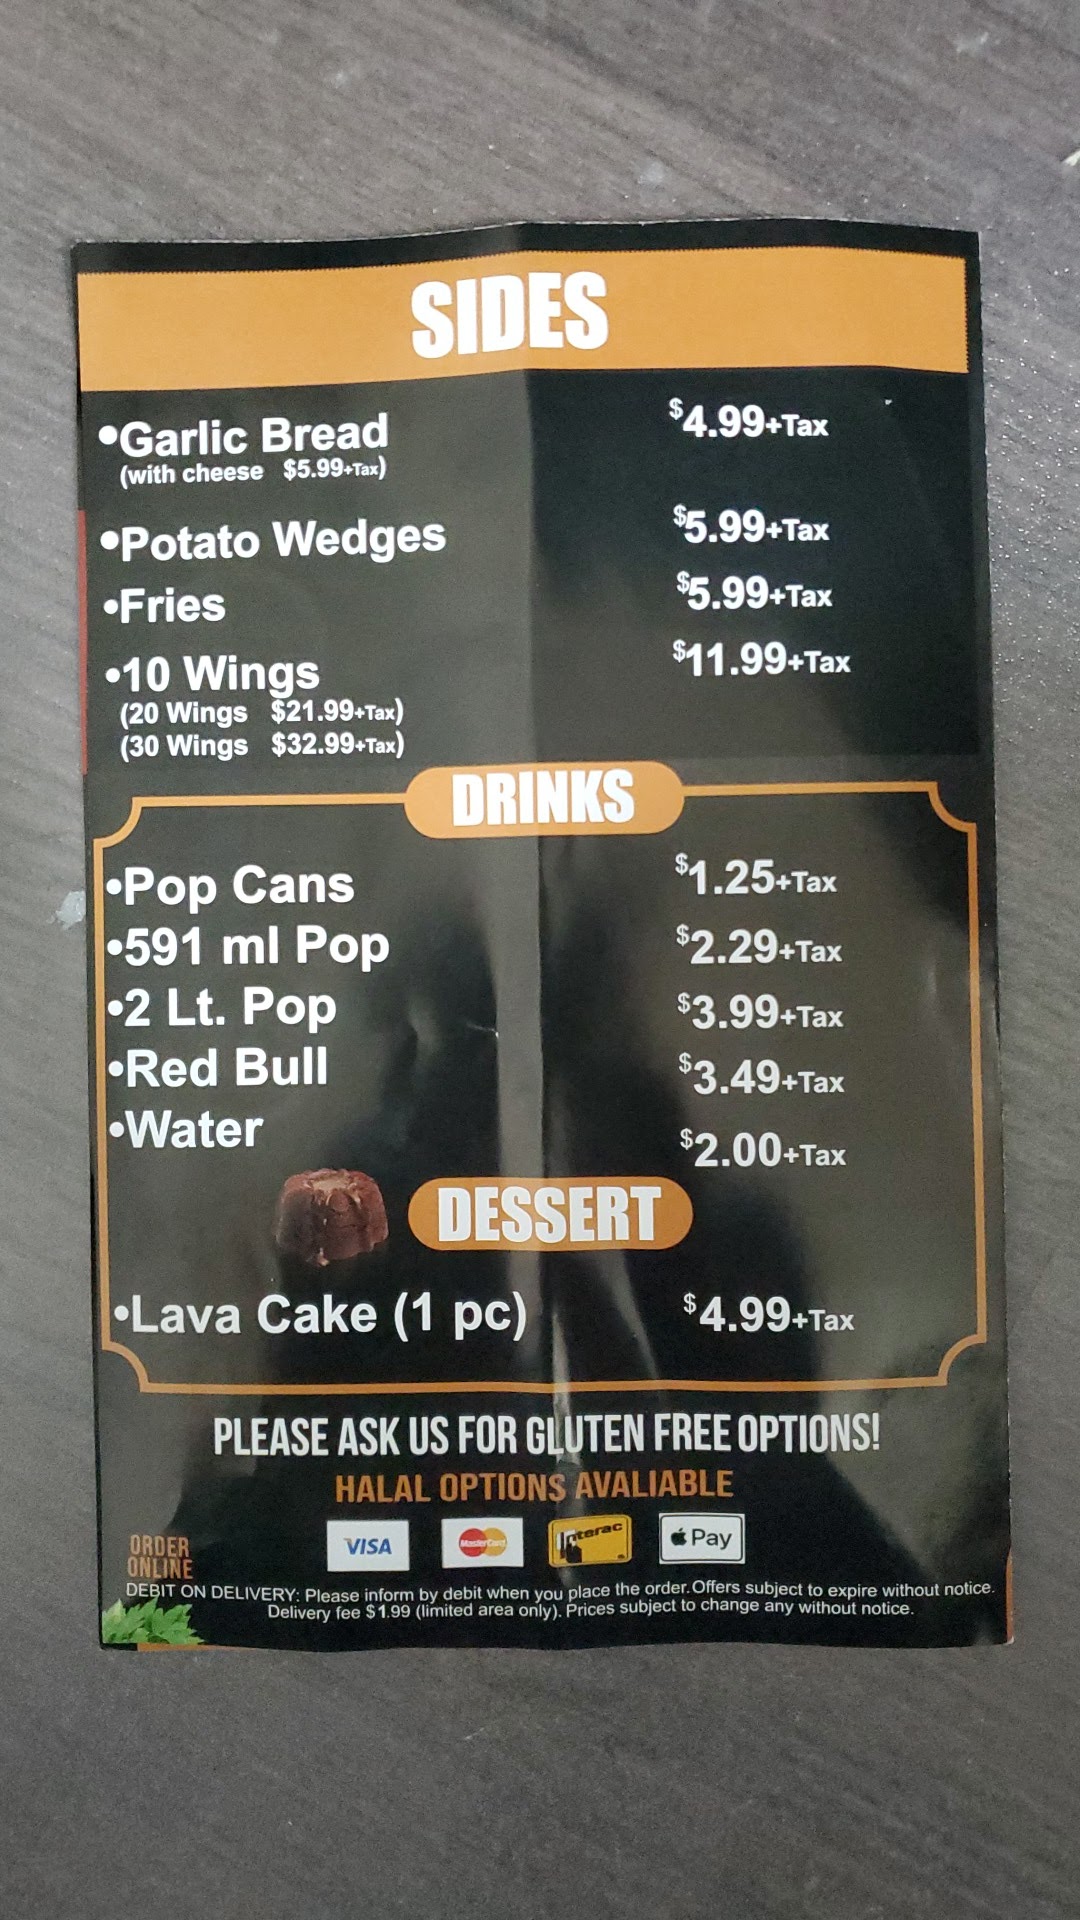 SIDES
•Garlic Bread $4.99+Tax
(with cheese $5.99+Tax)
•Potato Wedges $5.99+Tax
•Fries $5.99+Tax
•10 Wings $11.99+Tax
(20 Wings $21.99+Tax)
(30 Wings $32.99+Tax)
DRINKS
•Pop Cans $1.25+Tax
•591 ml Pop $2.29+Tax
•2 Lt. Pop $3.99+Tax
•Red Bull $3.49+Tax
•Water $2.00+Tax
DESSERT
•Lava Cake (1 pc) $4.99+Tax
PLEASE ASK US FOR GLUTEN FREE OPTIONS!
HALAL OPTIONS AVALIABLE
VISA MasterCard Interac Pay
ORDER
ONLINE
DEBIT ON DELIVERY: Please inform by debit when you place the order. Offers subject to expire without notice.
Delivery fee $1.99 (limited area only). Prices subject to change any without notice.